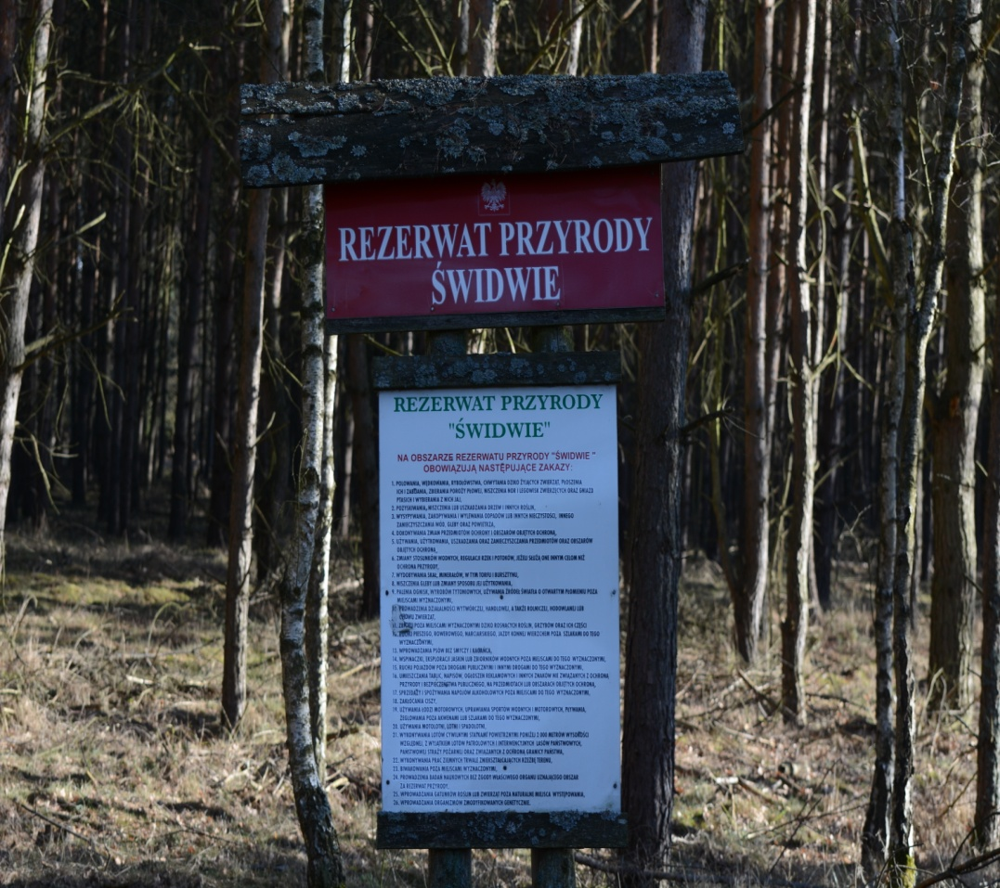 REZERWAT PRZYRODY
ŚWIDWIE
REZERWAT PRZYRODY
"ŚWIDWIE"
NA OBSZARZE REZERWATU PRZYRODY "ŚWIDWIE "
OBOWIĄZUJĄ NASTĘPUJĄCE ZAKAZY:
1. POLOWANIA, WĘDKOWANIA, RYBOŁÓWSTWA, CHWYTANIA DZIKO ŻYJĄCYCH ZWIERZĄT, PŁOSZENIA
ICH I ZABIJANIA, ZBIERANIA POROŻY PŁOWEJ, NISZCZENIA NOR I LEGOWISK ZWIERZĘCYCH ORAZ GNIAZD
PTASICH I WYBIERANIA Z NICH JAJ,
2. POZYSKIWANIA, NISZCZENIA LUB USZKADZANIA DRZEW I INNYCH ROŚLIN,
3. WYSYPYWANIA, ZAKOPYWANIA I WYLEWANIA ODPADÓW LUB INNYCH NIECZYSTOŚCI, INNEGO
ZANIECZYSZCZANIA WÓD, GLEBY ORAZ POWIETRZA,
4. DOKONYWANIA ZMIAN PRZEDMIOTÓW OCHRONY I OBSZARÓW OBJĘTYCH OCHRONĄ,
5. UŻYWANIA, UŻYTKOWANIA, USZKADZANIA ORAZ ZANIECZYSZCZANIA PRZEDMIOTÓW ORAZ OBSZARÓW
OBJĘTYCH OCHRONĄ,
6. ZMIANY STOSUNKÓW WODNYCH, REGULACJI RZEK I POTOKÓW, JEŻELI SŁUŻĄ ONE INNYM CELOM NIŻ
OCHRONA PRZYRODY,
7. WYDOBYWANIA SKAŁ, MINERAŁÓW, W TYM TORFU I BURSZTYNU,
8. NISZCZENIA GLEBY LUB ZMIANY SPOSOBU JEJ UŻYTKOWANIA,
9. PALENIA OGNISK, WYROBÓW TYTONIOWYCH, UŻYWANIA ŹRÓDEŁ ŚWIATŁA O OTWARTYM PŁOMIENIU POZA
MIEJSCAMI WYZNACZONYMI,
PROWADZENIA DZIAŁALNOŚCI WYTWÓRCZEJ, HANDLOWEJ, A TAKŻE ROLNICZEJ, HODOWLANEJ LUB
CHOWU ZWIERZĄT,
POZA MIEJSCAMI WYZNACZONYMI DZIKO ROSNĄCYCH ROŚLIN, GRZYBÓW ORAZ ICH CZĘŚCI
PIESZEGO, ROWEROWEGO, NARCIARSKIEGO, JAZDY KONNEJ WIERZCHEM POZA SZLAKAMI DO TEGO
WYZNACZONYMI,
13. WPROWADZANIA PSÓW BEZ SMYCZY I KAGAŃCA,
14. WSPINACZKI, EKSPLORACJI JASKIŃ LUB ZBIORNIKÓW WODNYCH POZA MIEJSCAMI DO TEGO WYZNACZONYMI,
15. RUCHU POJAZDÓW POZA DROGAMI PUBLICZNYMI I INNYMI DROGAMI DO TEGO WYZNACZONYMI,
16. UMIESZCZANIA TABLIC, NAPISÓW, OGŁOSZEŃ REKLAMOWYCH I INNYCH ZNAKÓW NIE ZWIĄZANYCH Z OCHRONĄ
PRZYRODY I BEZPIECZEŃSTWA PUBLICZNEGO, NA PRZEDMIOTACH LUB OBSZARACH OBJĘTYCH OCHRONĄ,
17. SPRZEDAŻY I SPOŻYWANIA NAPOJÓW ALKOHOLOWYCH POZA MIEJSCAMI DO TEGO WYZNACZONYMI,
18. ZAKŁÓCANIA CISZY,
19. UŻYWANIA ŁODZI MOTOROWYCH, UPRAWIANIA SPORTÓW WODNYCH I MOTOROWYCH, PŁYWANIA,
ŻEGLOWANIA POZA AKWENAMI LUB SZLAKAMI DO TEGO WYZNACZONYMI,
20. UŻYWANIA MOTOLOTNI, LOTNI I SPADOLOTNI,
21. WYKONYWANIA LOTÓW CYWILNYMI STATKAMI POWIETRZNYMI PONIŻEJ 2 000 METRÓW WYSOKOŚCI
WZGLĘDNEJ, Z WYJĄTKIEM LOTÓW PATROLOWYCH I INTERWENCYJNYCH LASÓW PAŃSTWOWYCH,
PAŃSTWOWEJ STRAŻY POŻARNEJ ORAZ ZWIĄZANYCH Z OCHRONĄ GRANICY PAŃSTWA,
22. WYKONYWANIA PRAC ZIEMNYCH TRWALE ZNIEKSZTAŁCAJĄCYCH RZEŹBĘ TERENU,
23. BIWAKOWANIA POZA MIEJSCAMI WYZNACZONYMI,
24. PROWADZENIA BADAŃ NAUKOWYCH BEZ ZGODY WŁAŚCIWEGO ORGANU UZNAJĄCEGO OBSZAR
ZA REZERWAT PRZYRODY,
25. WPROWADZANIA GATUNKÓW ROŚLIN LUB ZWIERZĄT POZA NATURALNE MIEJSCA WYSTĘPOWANIA,
26. WPROWADZANIA ORGANIZMÓW ZMODYFIKOWANYCH GENETYCZNIE.